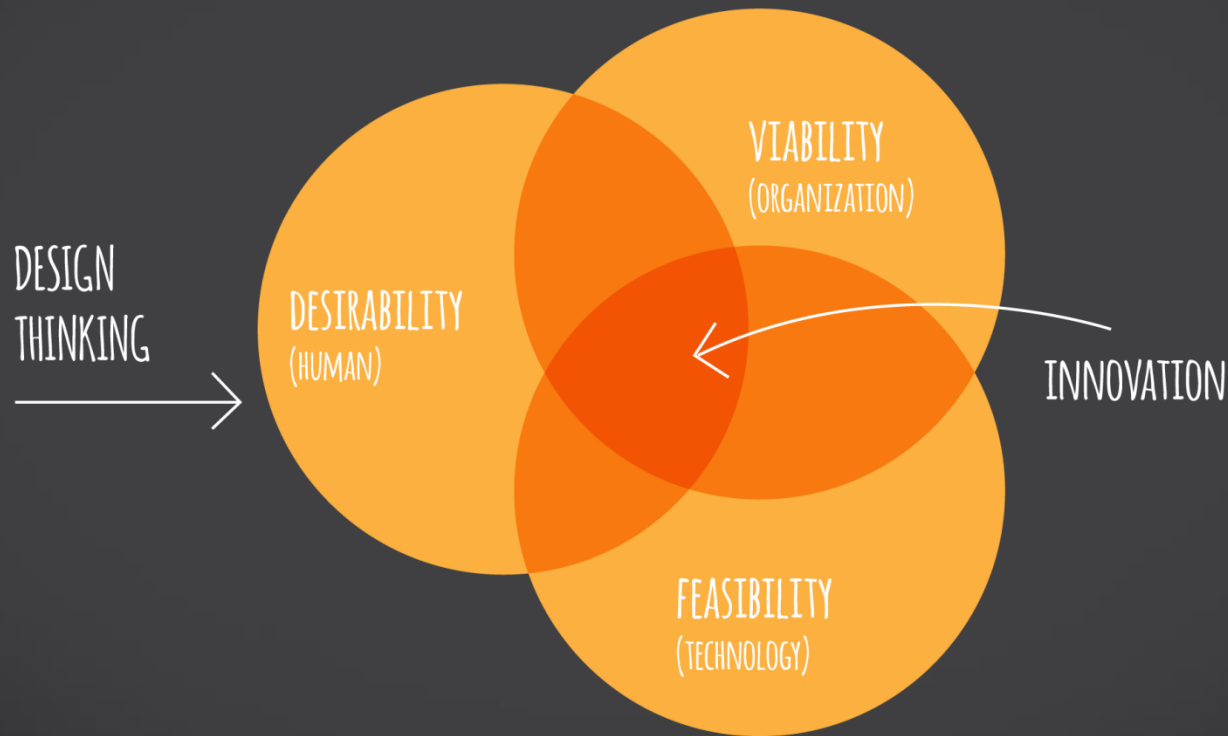 DESIGN
THINKING
DESIRABILITY
(HUMAN)
VIABILITY
(ORGANIZATION)
INNOVATION
FEASIBILITY
(TECHNOLOGY)